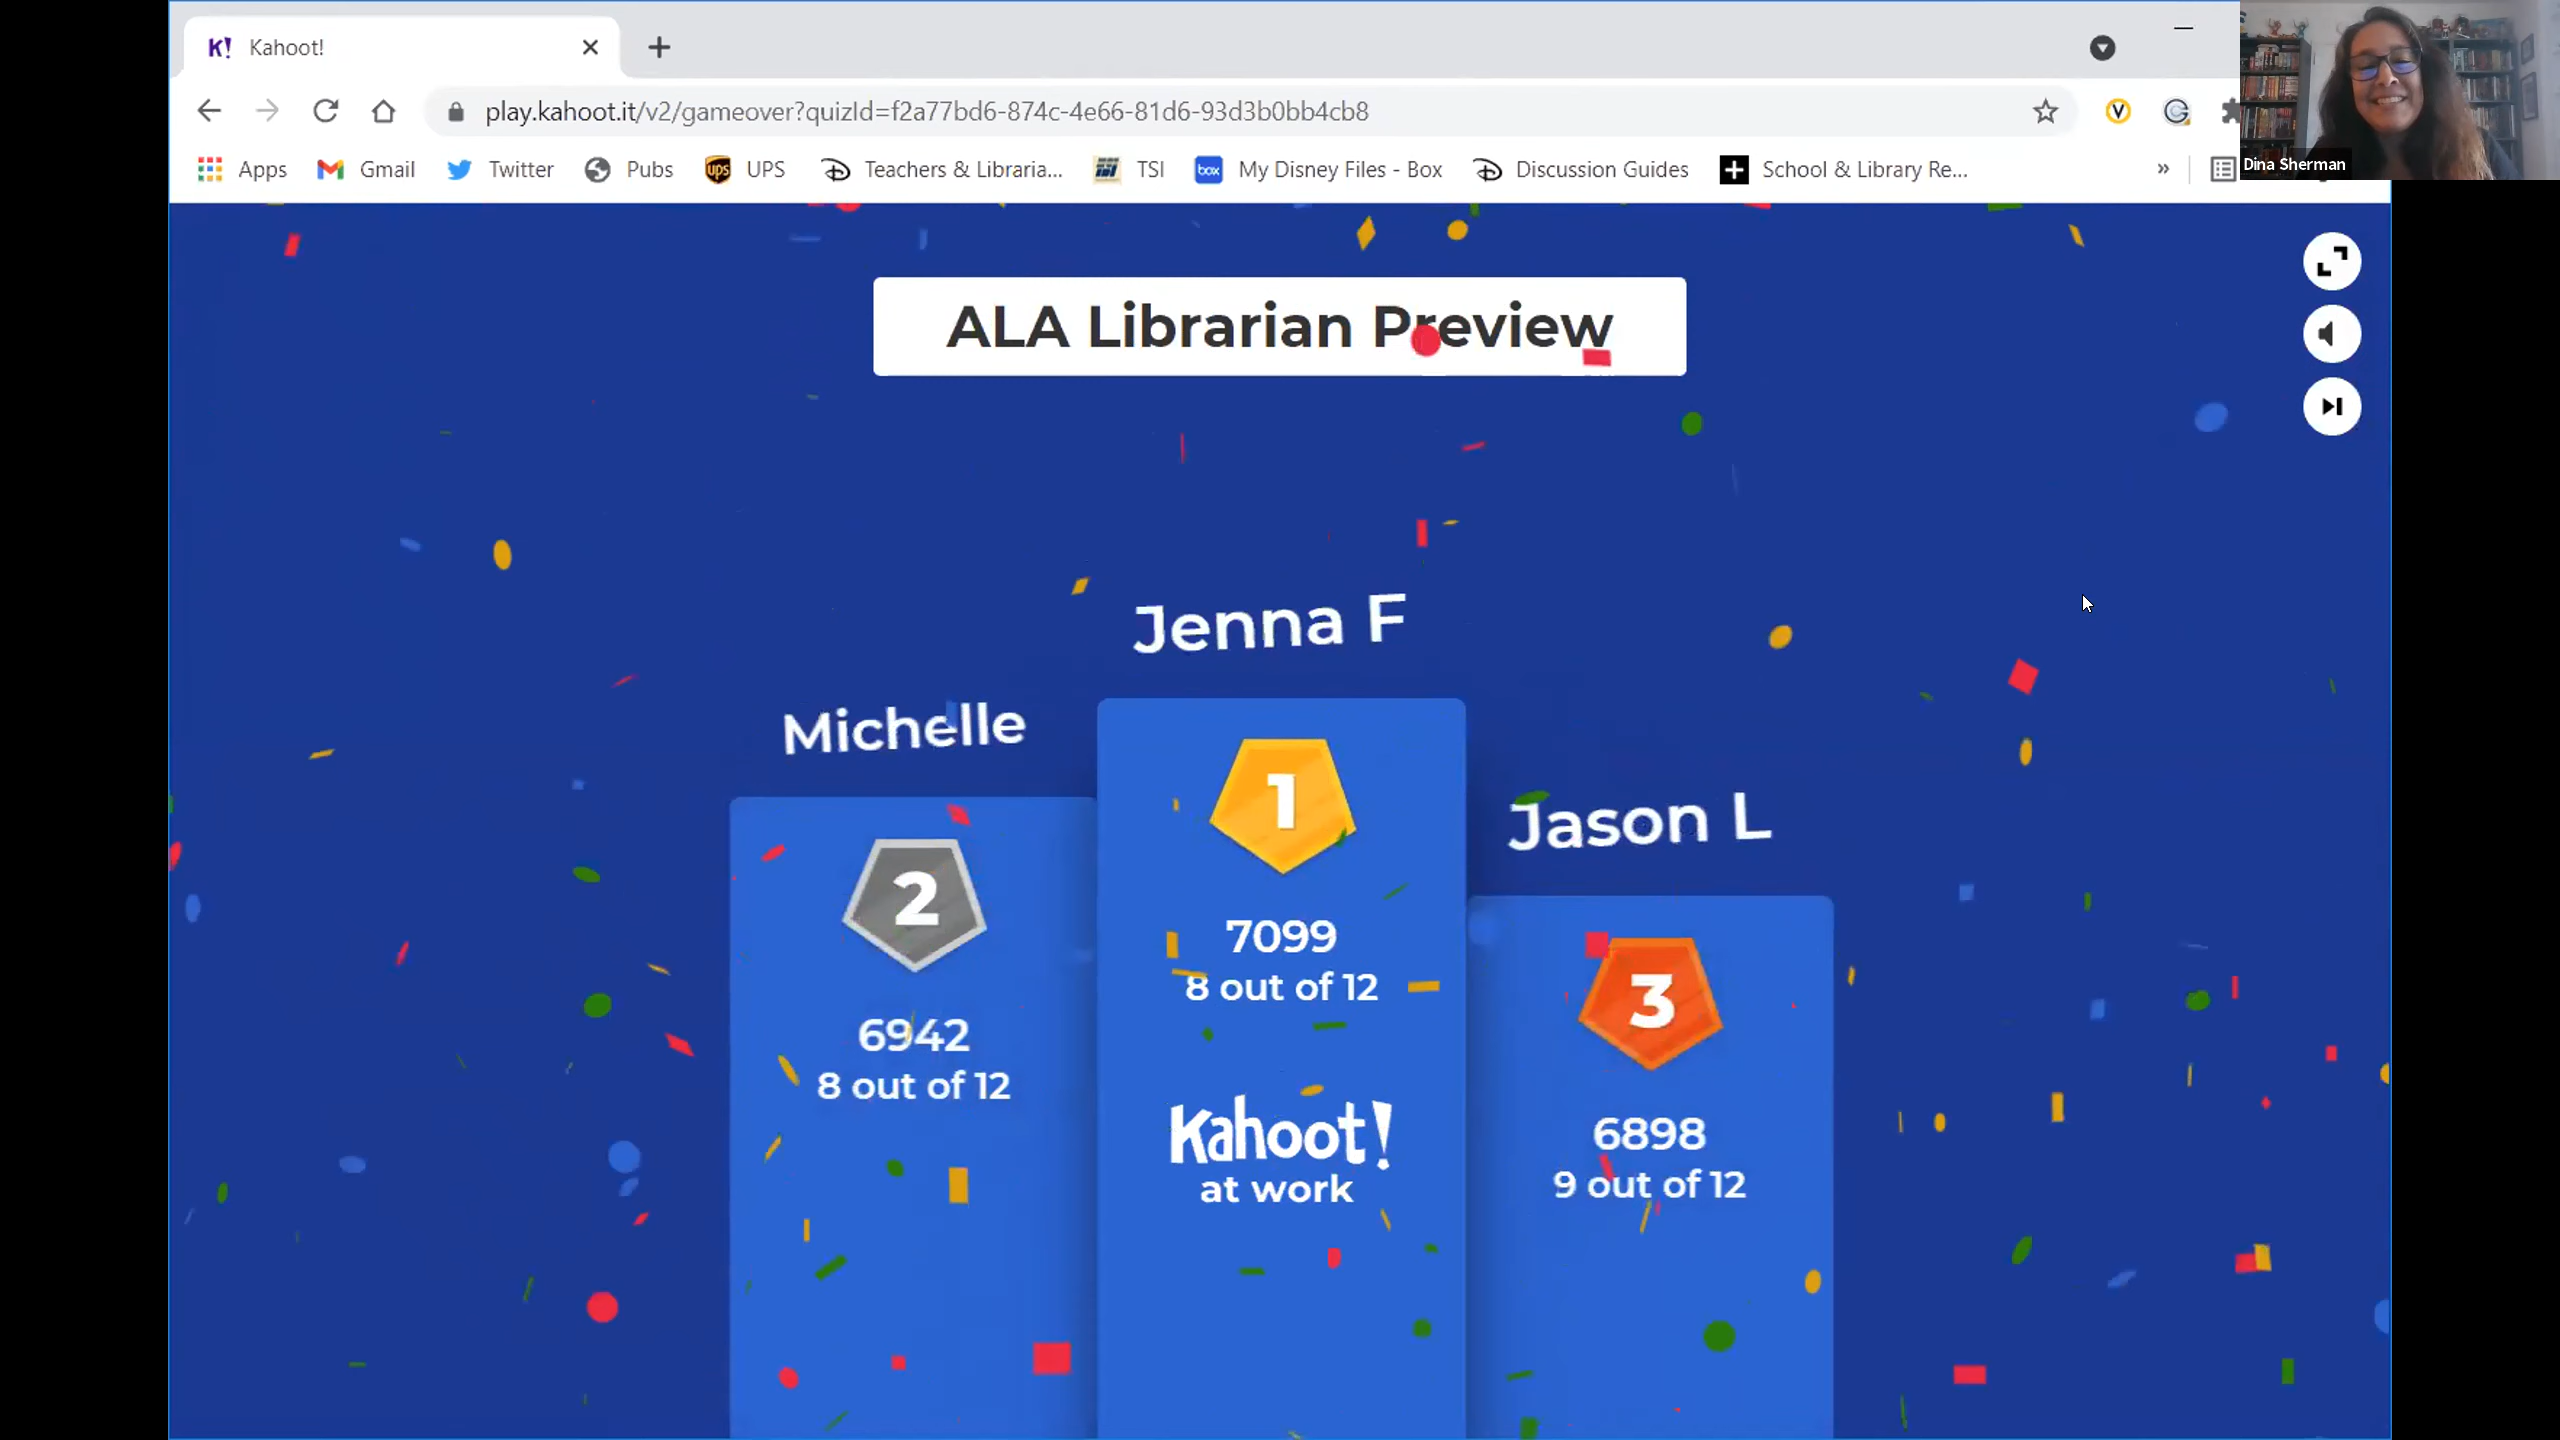 K! Kahoot!
play.kahoot.it/v2/gameover?quizId=f2a77bd6-874c-4e66-81d6-93d3b0bb4cb8
Apps Gmail Twitter Pubs ups UPS Teachers & Libraria... TSI box My Disney Files - Box Discussion Guides School & Library Re... »
Dina Sherman
ALA Librarian Preview
Jenna F
Michelle
Jason L
1
2
3
7099
8 out of 12
6942
8 out of 12
6898
9 out of 12
Kahoot!
at work